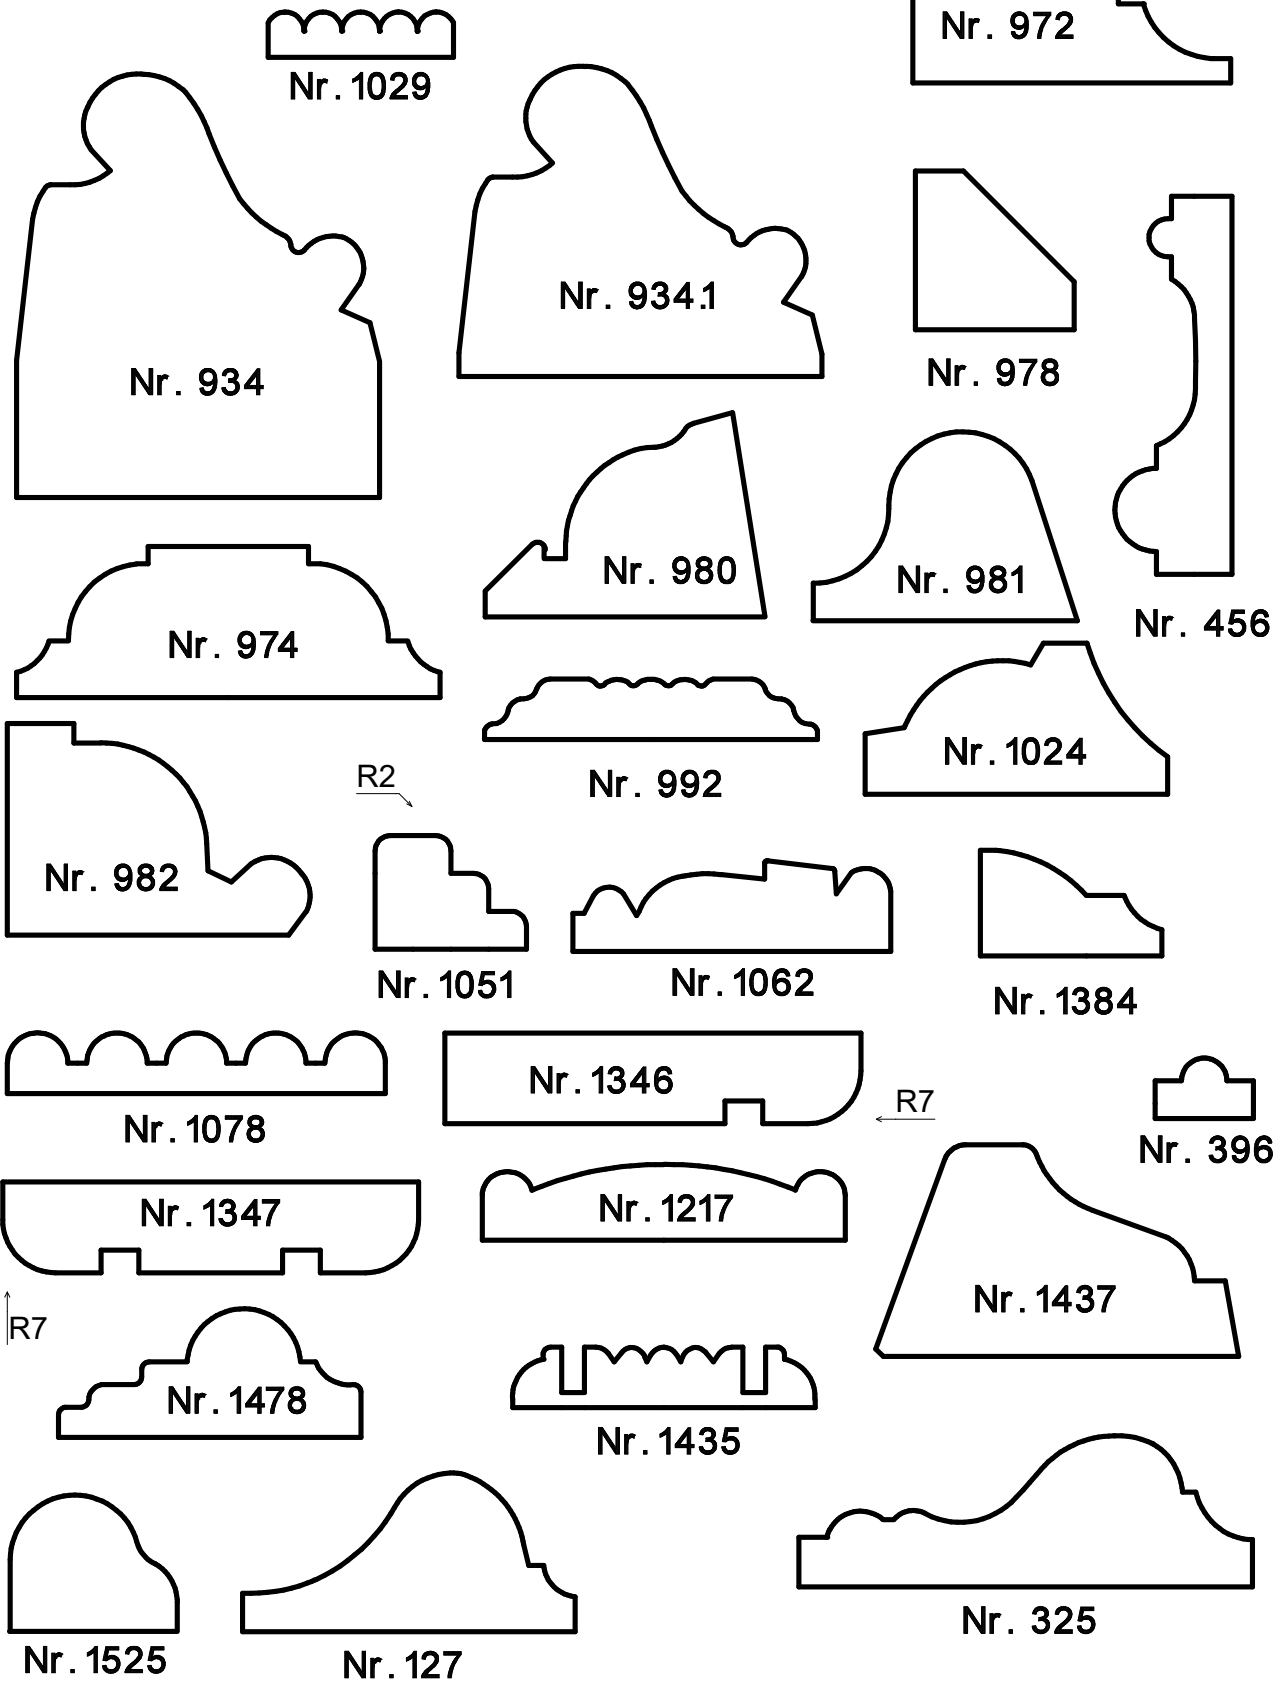 Nr. 972
Nr. 1029
Nr. 934
Nr. 934.1
Nr. 978
Nr. 980
Nr. 981
Nr. 456
Nr. 974
Nr. 992
Nr. 1024
R2
Nr. 982
Nr. 1051
Nr. 1062
Nr. 1384
Nr. 1078
Nr. 1346
R7
Nr. 396
Nr. 1347
Nr. 1217
Nr. 1437
R7
Nr. 1478
Nr. 1435
Nr. 325
Nr. 1525
Nr. 127